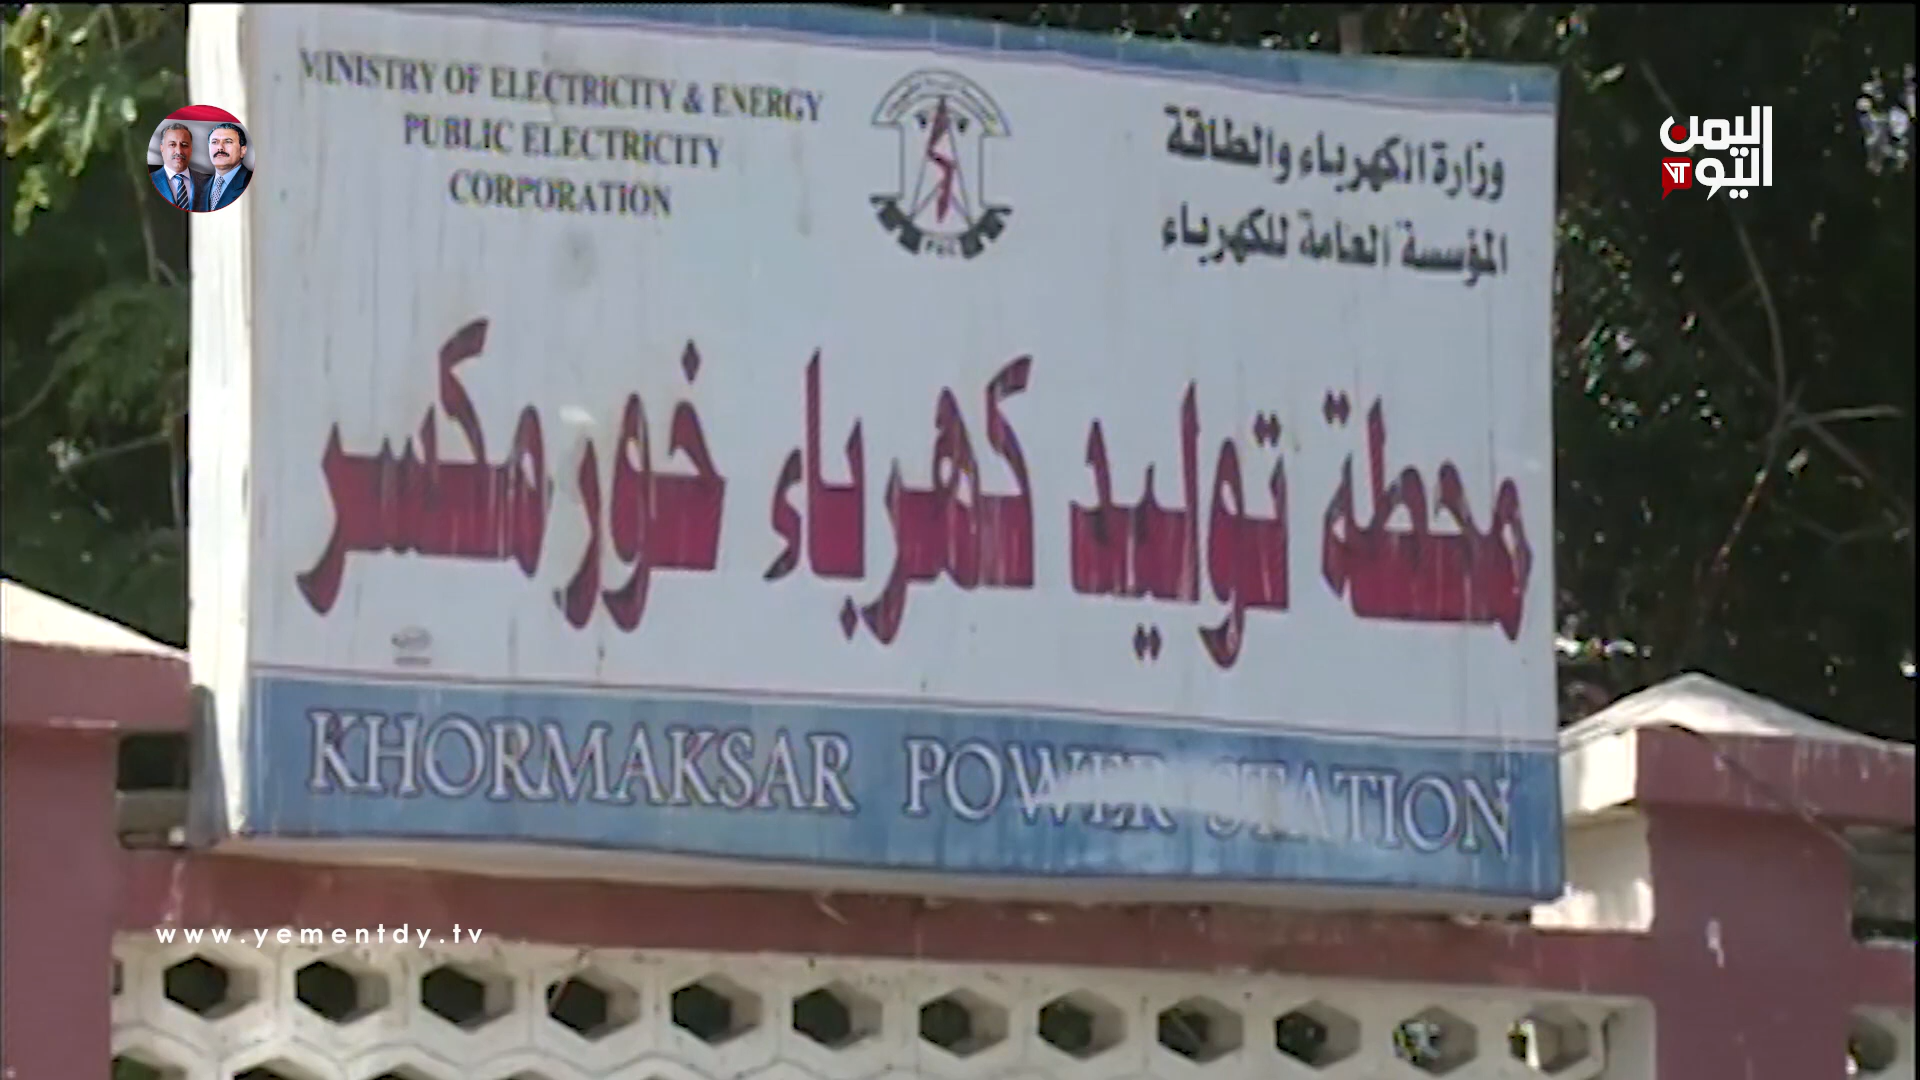 MINISTRY OF ELECTRICITY & ENERGY
PUBLIC ELECTRICITY
CORPORATION
وزارة الكهرباء والطاقة
المؤسسة العامة للكهرباء
محطة توليد كهرباء خورمكسر
KHORMAKSAR POWER STATION
اليمن
اليوم
YT
www.yementdy.tv